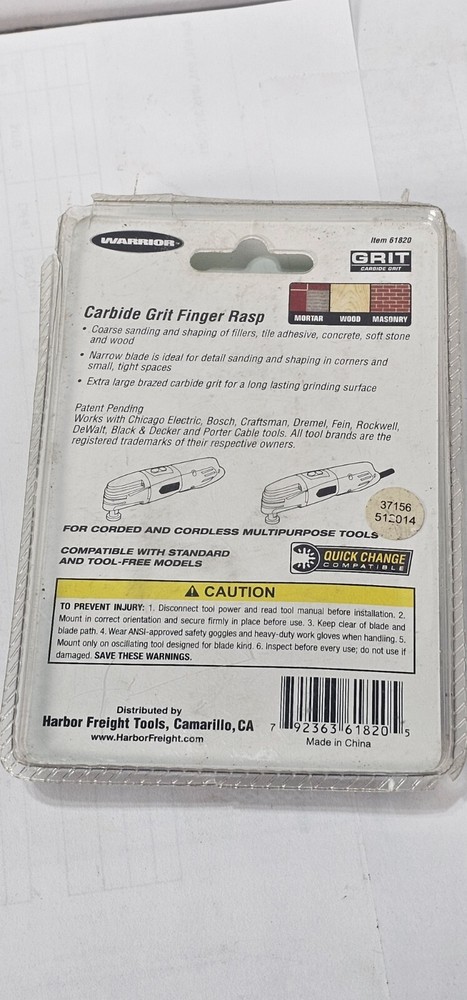 WARRIOR™
Item 61820
GRIT
CARBIDE GRIT
MORTAR WOOD MASONRY
Carbide Grit Finger Rasp
• Coarse sanding and shaping of fillers, tile adhesive, concrete, soft stone
and wood
• Narrow blade is ideal for detail sanding and shaping in corners and
small, tight spaces
• Extra large brazed carbide grit for a long lasting grinding surface
Patent Pending
Works with Chicago Electric, Bosch, Craftsman, Dremel, Fein, Rockwell,
DeWalt, Black & Decker and Porter Cable tools. All tool brands are the
registered trademarks of their respective owners.
37156
512014
FOR CORDED AND CORDLESS MULTIPURPOSE TOOLS
COMPATIBLE WITH STANDARD
AND TOOL-FREE MODELS
QUICK CHANGE
COMPATIBLE
CAUTION
TO PREVENT INJURY: 1. Disconnect tool power and read tool manual before installation. 2.
Mount in correct orientation and secure firmly in place before use. 3. Keep clear of blade and
blade path. 4. Wear ANSI-approved safety goggles and heavy-duty work gloves when handling. 5.
Mount only on oscillating tool designed for blade kind. 6. Inspect before every use; do not use if
damaged. SAVE THESE WARNINGS.
Distributed by
Harbor Freight Tools, Camarillo, CA
www.HarborFreight.com
7 92363 61820 5
Made in China